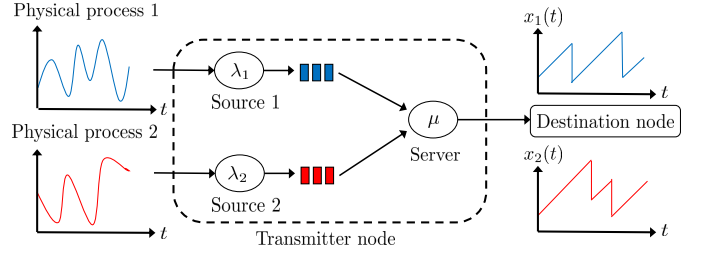 Physical process 1
t
λ₁
Source 1
Physical process 2
t
λ₂
Source 2
μ
Server
Transmitter node
x₁(t)
t
Destination node
x₂(t)
t